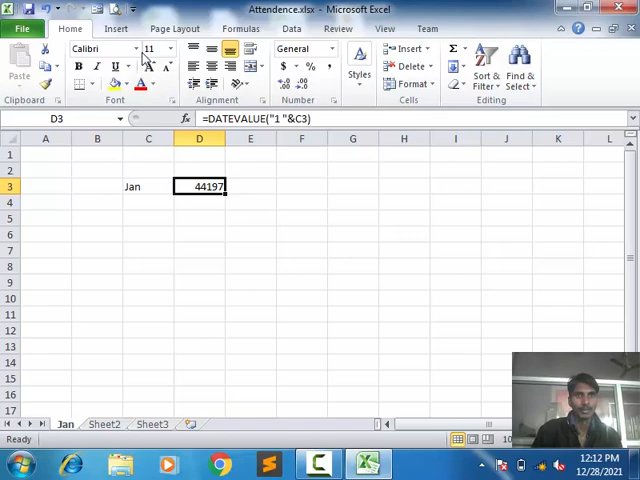 Attendence.xlsx - Microsoft Excel
File Home Insert Page Layout Formulas Data Review View Team
Paste Calibri 11 General Insert Σ
B I U A A Styles Delete Sort & Filter Find & Select
A $ % , Format
Clipboard Font Alignment Number Cells Editing
D3 fx =DATEVALUE("1 "&C3)
A B C D E F G H I J K L
1
2
3 Jan 44197
4
5
6
7
8
9
10
11
12
13
14
15
16
17
Jan Sheet2 Sheet3
Ready
12:12 PM
12/28/2021